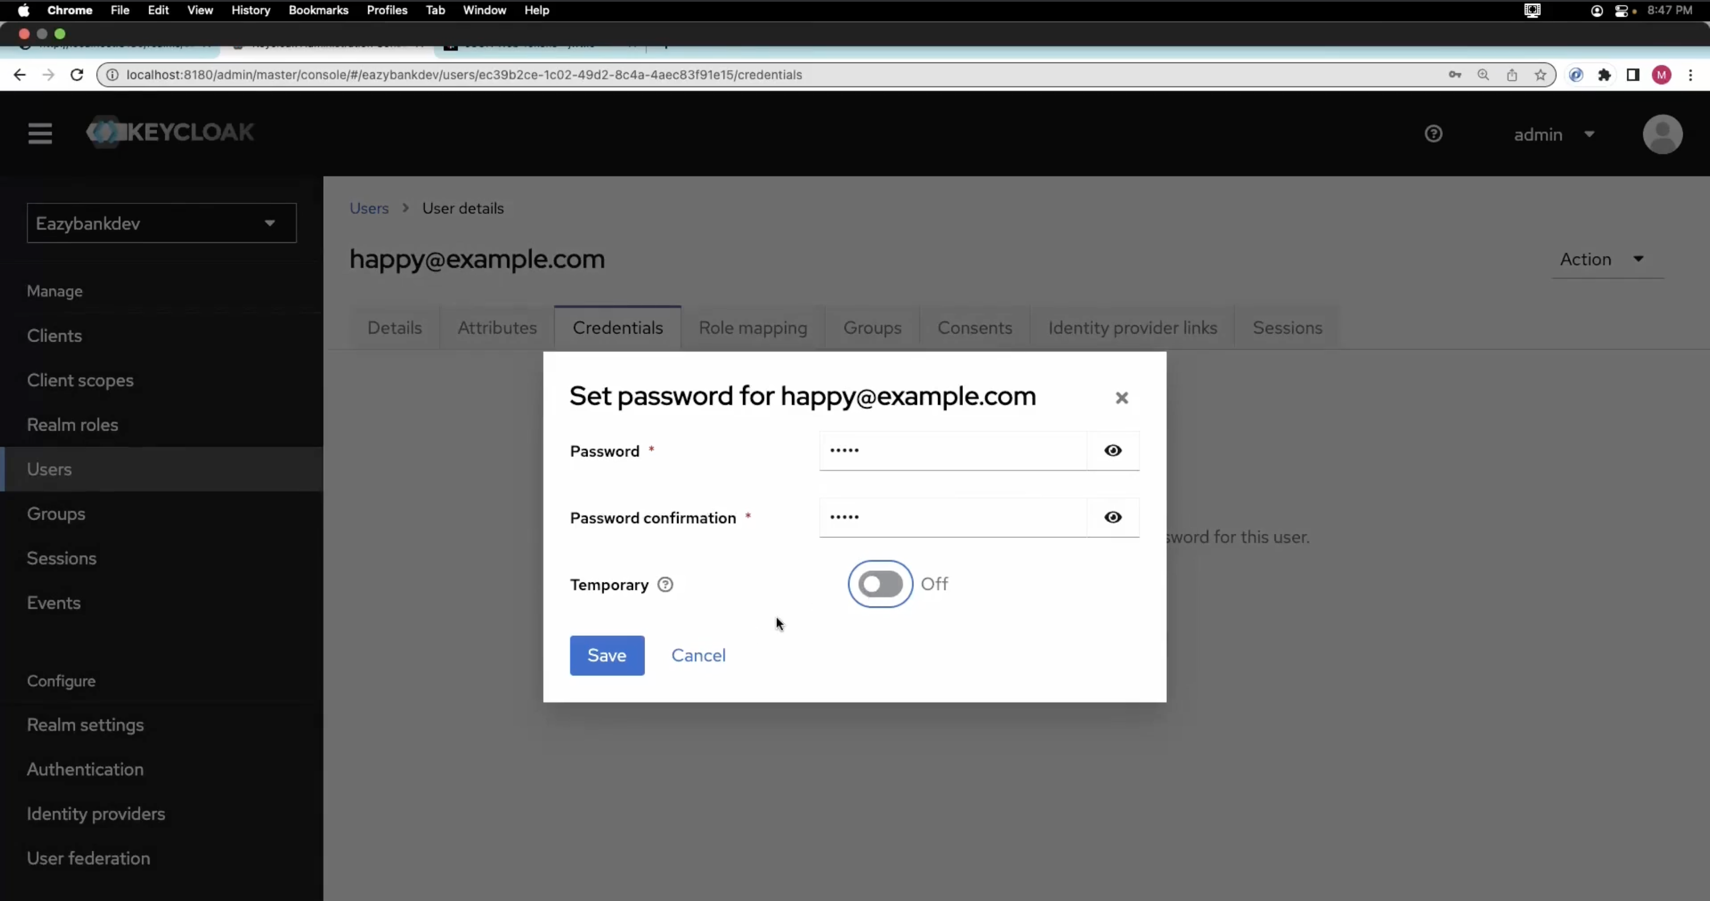 Chrome File Edit View History Bookmarks Profiles Tab Window Help 8:47 PM
localhost:8180/admin/master/console/#/eazybankdev/users/ec39b2ce-1c02-49d2-8c4a-4aec83f91e15/credentials
M
KEYCLOAK
admin
Eazybankdev
Manage
Clients
Client scopes
Realm roles
Users
Groups
Sessions
Events
Configure
Realm settings
Authentication
Identity providers
User federation
Users > User details
happy@example.com
Action
Details Attributes Credentials Role mapping Groups Consents Identity provider links Sessions
Set password for happy@example.com
Password *
•••••
Password confirmation *
•••••
for this user.
Temporary
Off
Save Cancel